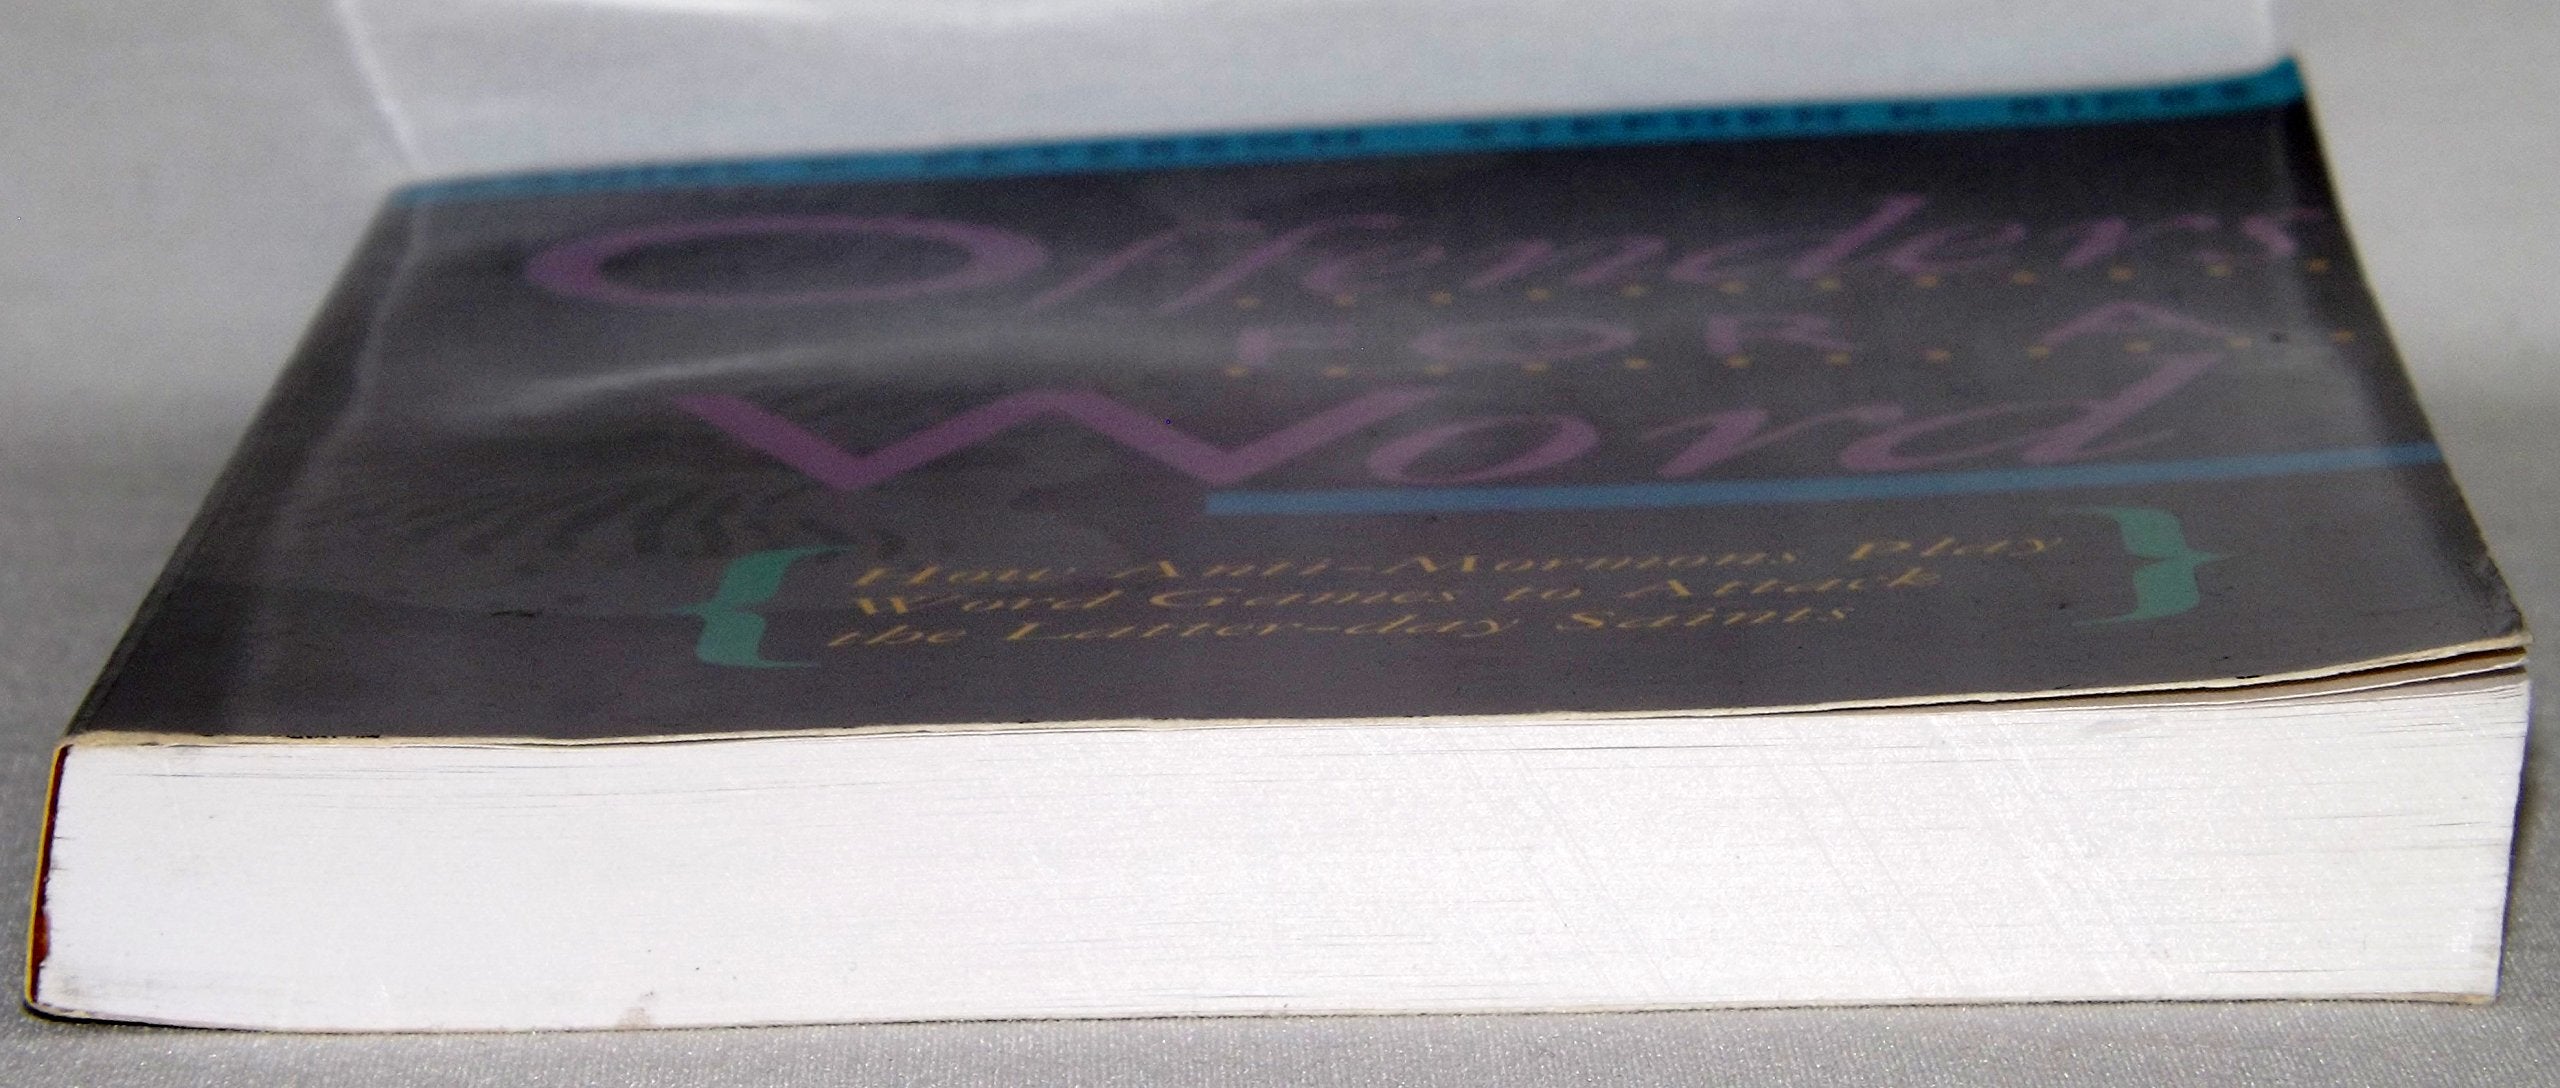 Offenders
FOR A
Word
How Anti-Mormons Play
Word Games to Attack
the Latter-day Saints